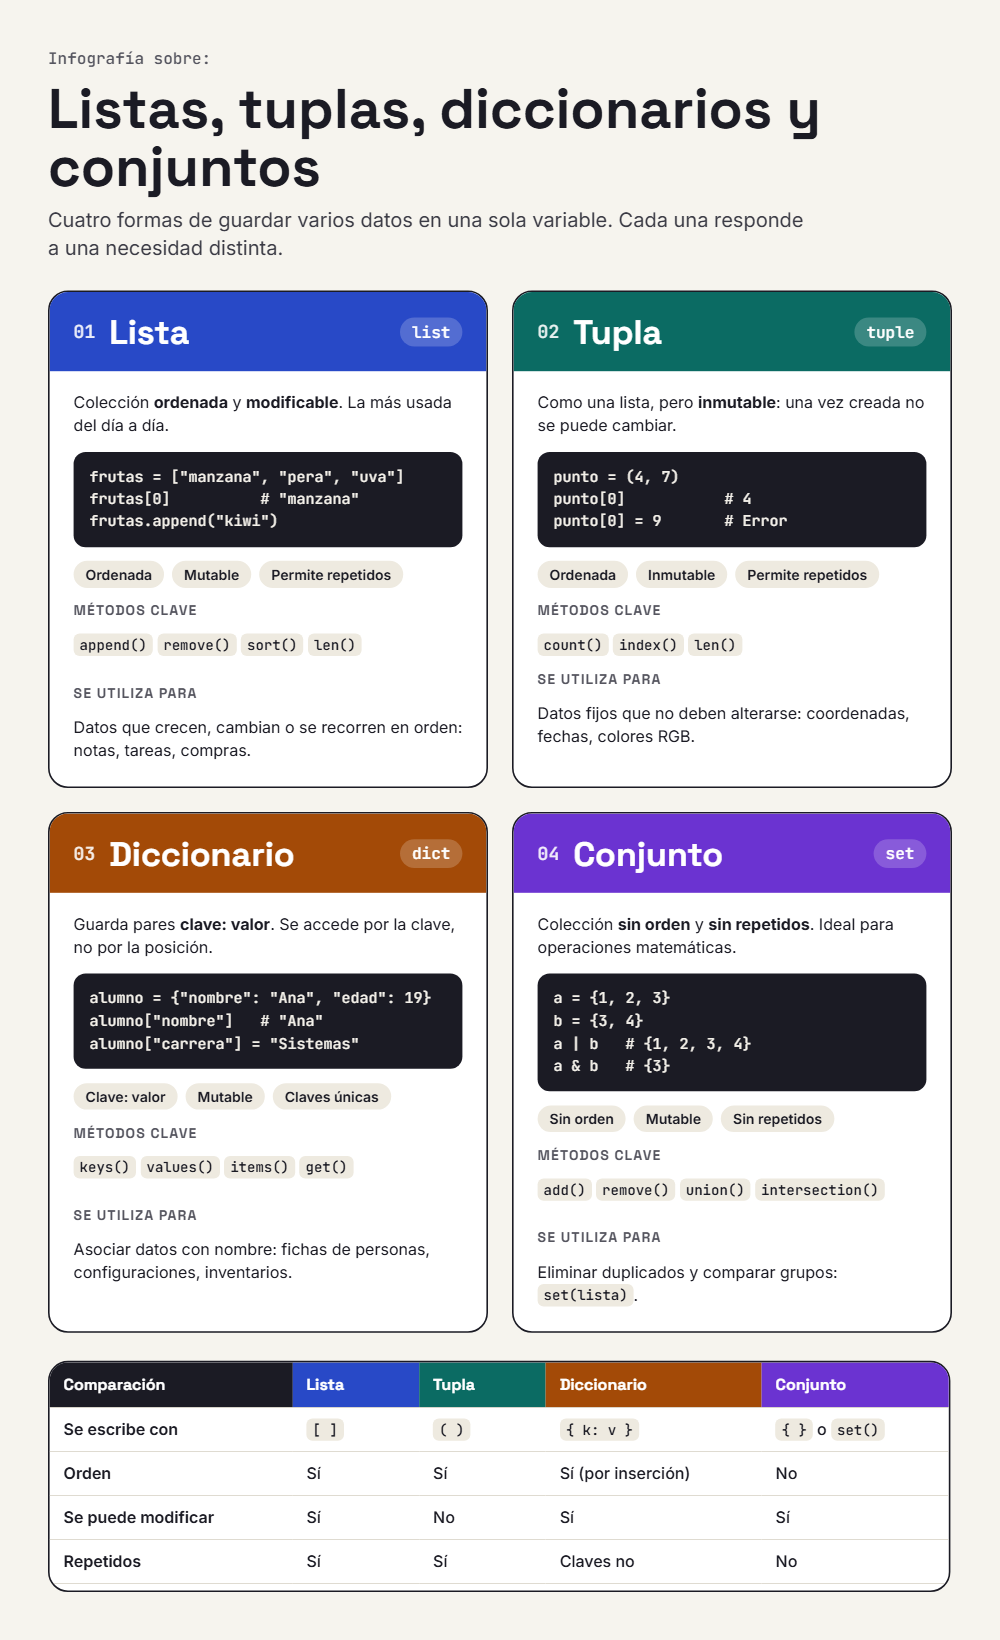 Infografía sobre:
Listas, tuplas, diccionarios y
conjuntos
Cuatro formas de guardar varios datos en una sola variable. Cada una responde
a una necesidad distinta.
01 Lista list
Colección ordenada y modificable. La más usada
del día a día.
frutas = ["manzana", "pera", "uva"]
frutas[0]          # "manzana"
frutas.append("kiwi")
Ordenada Mutable Permite repetidos
MÉTODOS CLAVE
append() remove() sort() len()
SE UTILIZA PARA
Datos que crecen, cambian o se recorren en orden:
notas, tareas, compras.
02 Tupla tuple
Como una lista, pero inmutable: una vez creada no
se puede cambiar.
punto = (4, 7)
punto[0]           # 4
punto[0] = 9       # Error
Ordenada Inmutable Permite repetidos
MÉTODOS CLAVE
count() index() len()
SE UTILIZA PARA
Datos fijos que no deben alterarse: coordenadas,
fechas, colores RGB.
03 Diccionario dict
Guarda pares clave: valor. Se accede por la clave,
no por la posición.
alumno = {"nombre": "Ana", "edad": 19}
alumno["nombre"]   # "Ana"
alumno["carrera"] = "Sistemas"
Clave: valor Mutable Claves únicas
MÉTODOS CLAVE
keys() values() items() get()
SE UTILIZA PARA
Asociar datos con nombre: fichas de personas,
configuraciones, inventarios.
04 Conjunto set
Colección sin orden y sin repetidos. Ideal para
operaciones matemáticas.
a = {1, 2, 3}
b = {3, 4}
a | b   # {1, 2, 3, 4}
a & b   # {3}
Sin orden Mutable Sin repetidos
MÉTODOS CLAVE
add() remove() union() intersection()
SE UTILIZA PARA
Eliminar duplicados y comparar grupos:
set(lista).
Comparación Lista Tupla Diccionario Conjunto
Se escribe con [ ] ( ) { k: v } { } o set()
Orden Sí Sí Sí (por inserción) No
Se puede modificar Sí No Sí Sí
Repetidos Sí Sí Claves no No